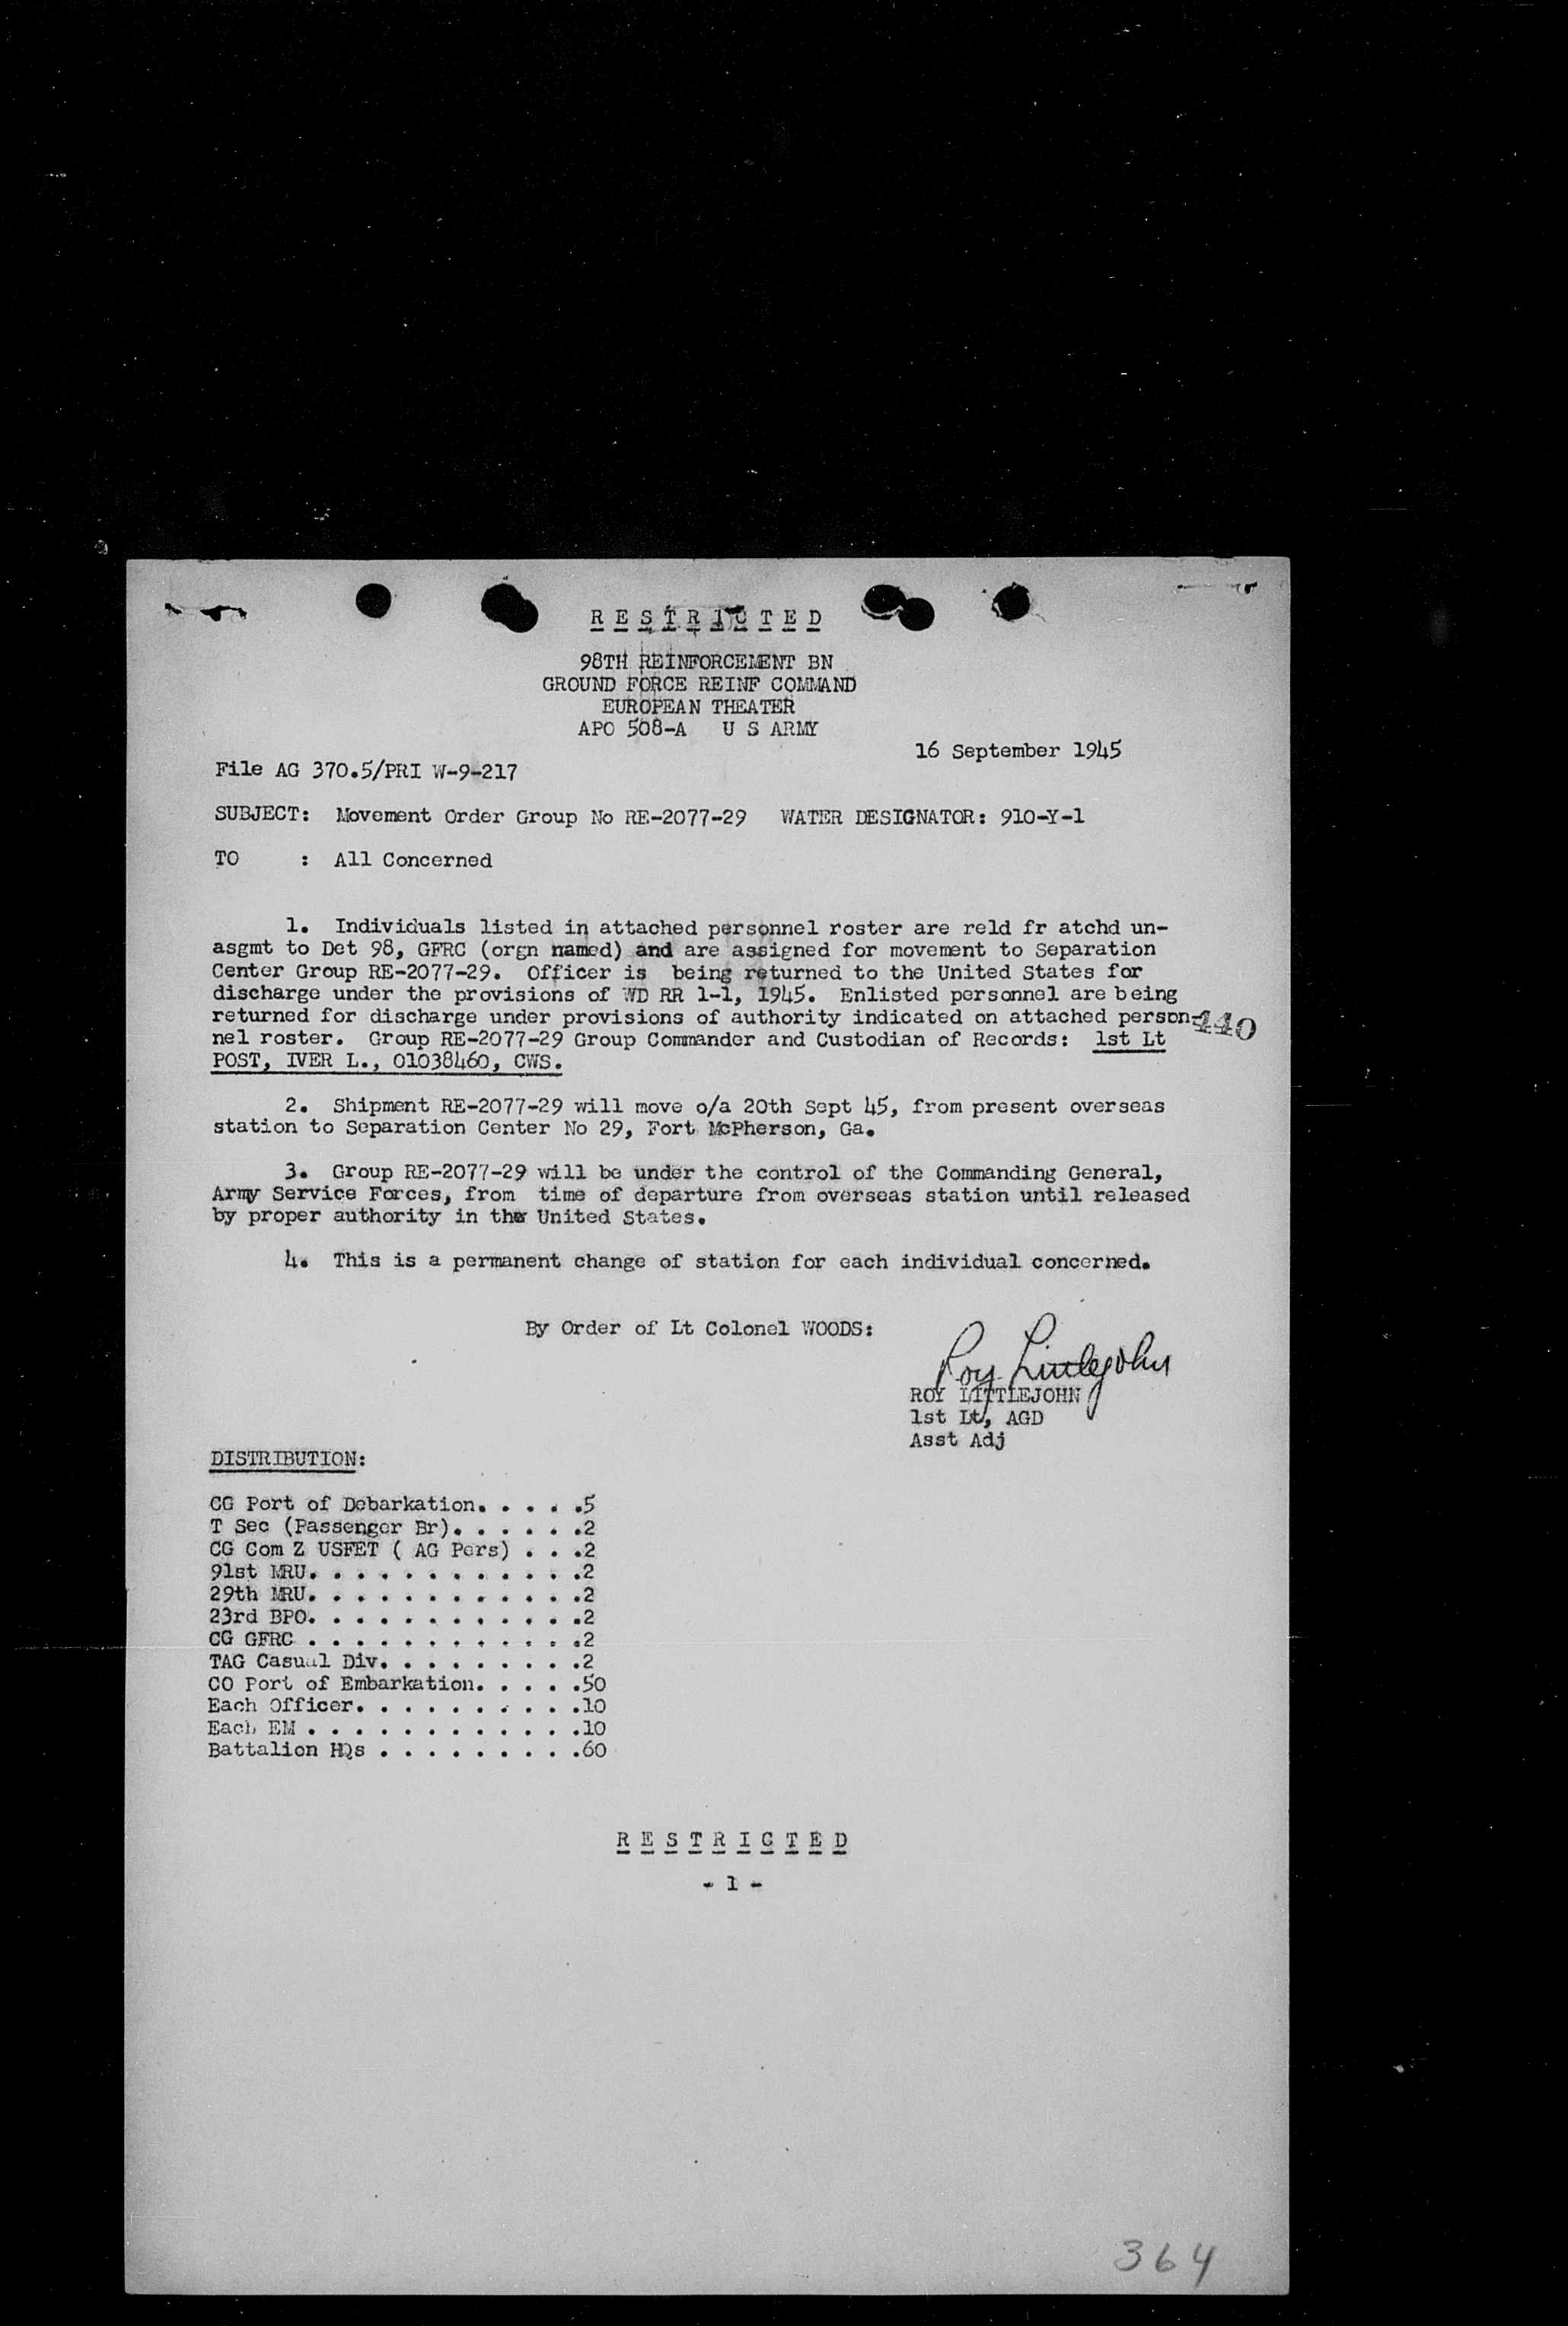 R E S T R I C T E D
98TH REINFORCEMENT BN
GROUND FORCE REINF COMMAND
EUROPEAN THEATER
APO 508-A U S ARMY
16 September 1945
File AG 370.5/PRI W-9-217
SUBJECT: Movement Order Group No RE-2077-29 WATER DESIGNATOR: 910-Y-1
TO : All Concerned
1. Individuals listed in attached personnel roster are reld fr atchd un-
asgmt to Det 98, GFRC (orgn named) and are assigned for movement to Separation
Center Group RE-2077-29. Officer is being returned to the United States for
discharge under the provisions of WD RR 1-1, 1945. Enlisted personnel are being
returned for discharge under provisions of authority indicated on attached person-
440
nel roster. Group RE-2077-29 Group Commander and Custodian of Records: 1st Lt
POST, IVER L., 01038460, CWS.
2. Shipment RE-2077-29 will move o/a 20th Sept 45, from present overseas
station to Separation Center No 29, Fort McPherson, Ga.
3. Group RE-2077-29 will be under the control of the Commanding General,
Army Service Forces, from time of departure from overseas station until released
by proper authority in the United States.
4. This is a permanent change of station for each individual concerned.
By Order of Lt Colonel WOODS:
Roy Littlejohn
ROY LITTLEJOHN
1st Lt, AGD
Asst Adj
DISTRIBUTION:
CG Port of Debarkation. . . . .5
T Sec (Passenger Br). . . . . .2
CG Com Z USFET ( AG Pers) . . .2
91st MRU. . . . . . . . . . . .2
29th MRU. . . . . . . . . . . .2
23rd BPO. . . . . . . . . . . .2
CG GFRC . . . . . . . . . . . .2
TAG Casual Div. . . . . . . . .2
CO Port of Embarkation. . . . .50
Each Officer. . . . . . . . . .10
Each EM . . . . . . . . . . . .10
Battalion HQs . . . . . . . . .60
R E S T R I C T E D
- 1 -
364